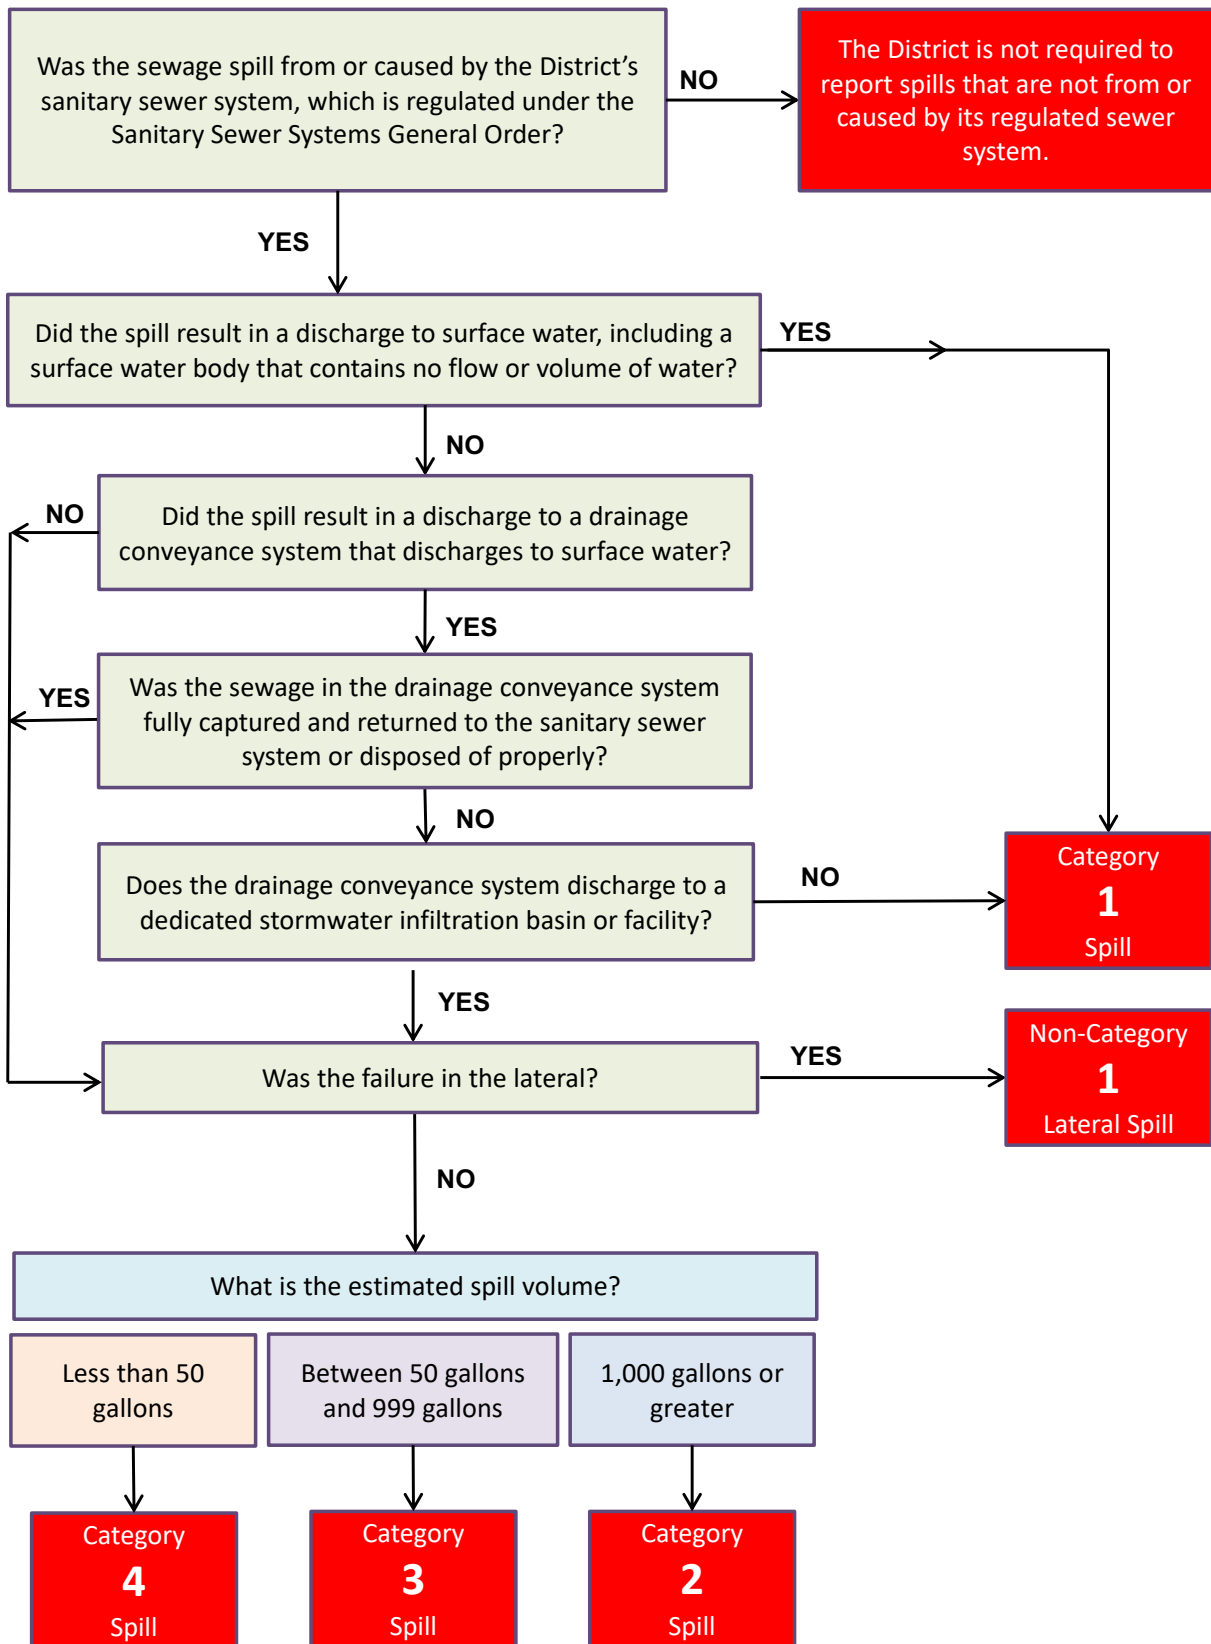 Was the sewage spill from or caused by the District’s
sanitary sewer system, which is regulated under the
Sanitary Sewer Systems General Order?
NO
The District is not required to
report spills that are not from or
caused by its regulated sewer
system.
YES
Did the spill result in a discharge to surface water, including a
surface water body that contains no flow or volume of water?
YES
NO
NO
Did the spill result in a discharge to a drainage
conveyance system that discharges to surface water?
YES
YES
Was the sewage in the drainage conveyance system
fully captured and returned to the sanitary sewer
system or disposed of properly?
NO
Does the drainage conveyance system discharge to a
dedicated stormwater infiltration basin or facility?
NO
Category
1
Spill
YES
Was the failure in the lateral?
YES
Non-Category
1
Lateral Spill
NO
What is the estimated spill volume?
Less than 50
gallons
Between 50 gallons
and 999 gallons
1,000 gallons or
greater
Category
4
Spill
Category
3
Spill
Category
2
Spill